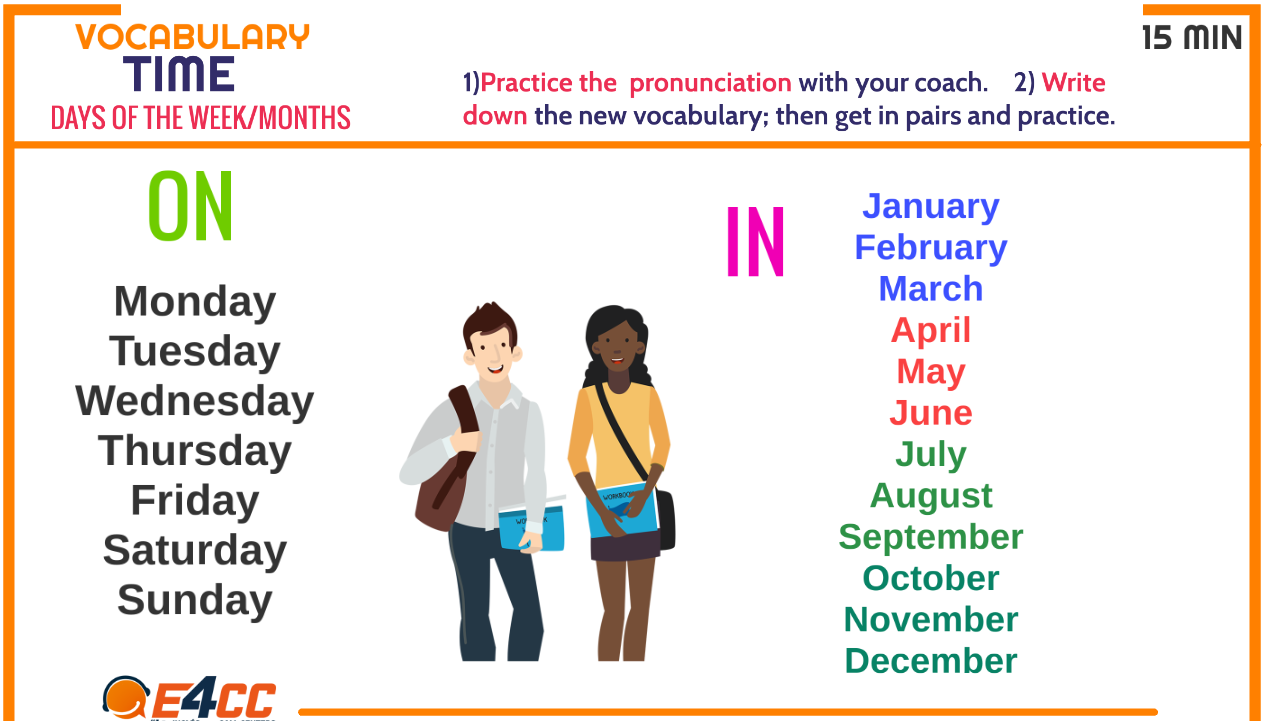 VOCABULARY
TIME
DAYS OF THE WEEK/MONTHS
15 MIN
1)Practice the pronunciation with your coach. 2) Write
down the new vocabulary; then get in pairs and practice.
ON
Monday
Tuesday
Wednesday
Thursday
Friday
Saturday
Sunday
IN
January
February
March
April
May
June
July
August
September
October
November
December
WORKBOOK
E4CC